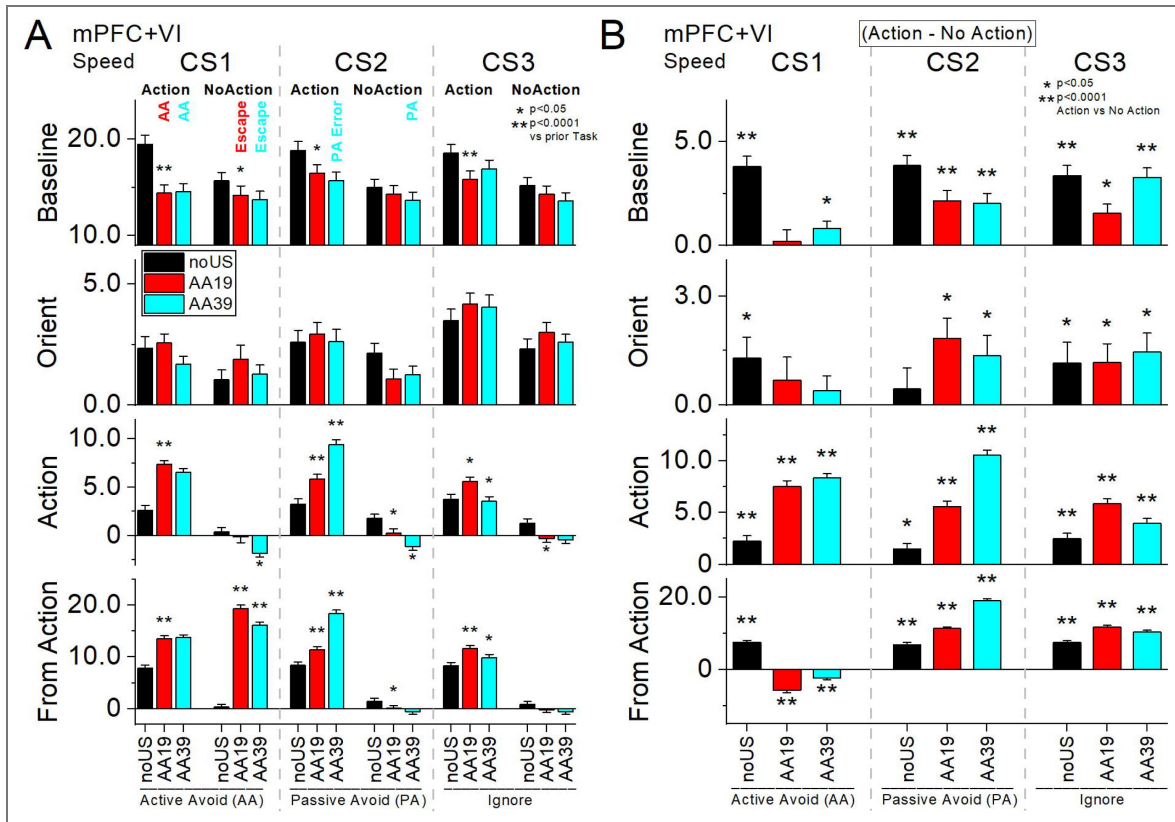 A mPFC+VI
Speed CS1 CS2 CS3
Action NoAction Action NoAction Action NoAction
AA AA Escape Escape PA Error PA
* p<0.05
** p<0.0001
vs prior Task
Baseline
20.0
** * * **
10.0
noUS
AA19
AA39
Orient
5.0
0.0
Action
10.0
** ** ** * *
5.0
0
* * * *
From Action
20.0
** ** ** ** ** * *
10.0
*
0
noUS AA19 AA39 noUS AA19 AA39 noUS AA19 AA39 noUS AA19 AA39 noUS AA19 AA39 noUS AA19 AA39
Active Avoid (AA) Passive Avoid (PA) Ignore
B mPFC+VI (Action - No Action)
Speed CS1 CS2 CS3
* p<0.05
** p<0.0001
Action vs No Action
Baseline
5.0
** * ** ** ** ** * **
0.0
Orient
3.0
* * * * * *
0.0
Action
10.0
** ** ** * ** ** ** ** **
5.0
0
From Action
20.0
** ** ** ** ** ** **
0
** **
noUS AA19 AA39 noUS AA19 AA39 noUS AA19 AA39
Active Avoid (AA) Passive Avoid (PA) Ignore